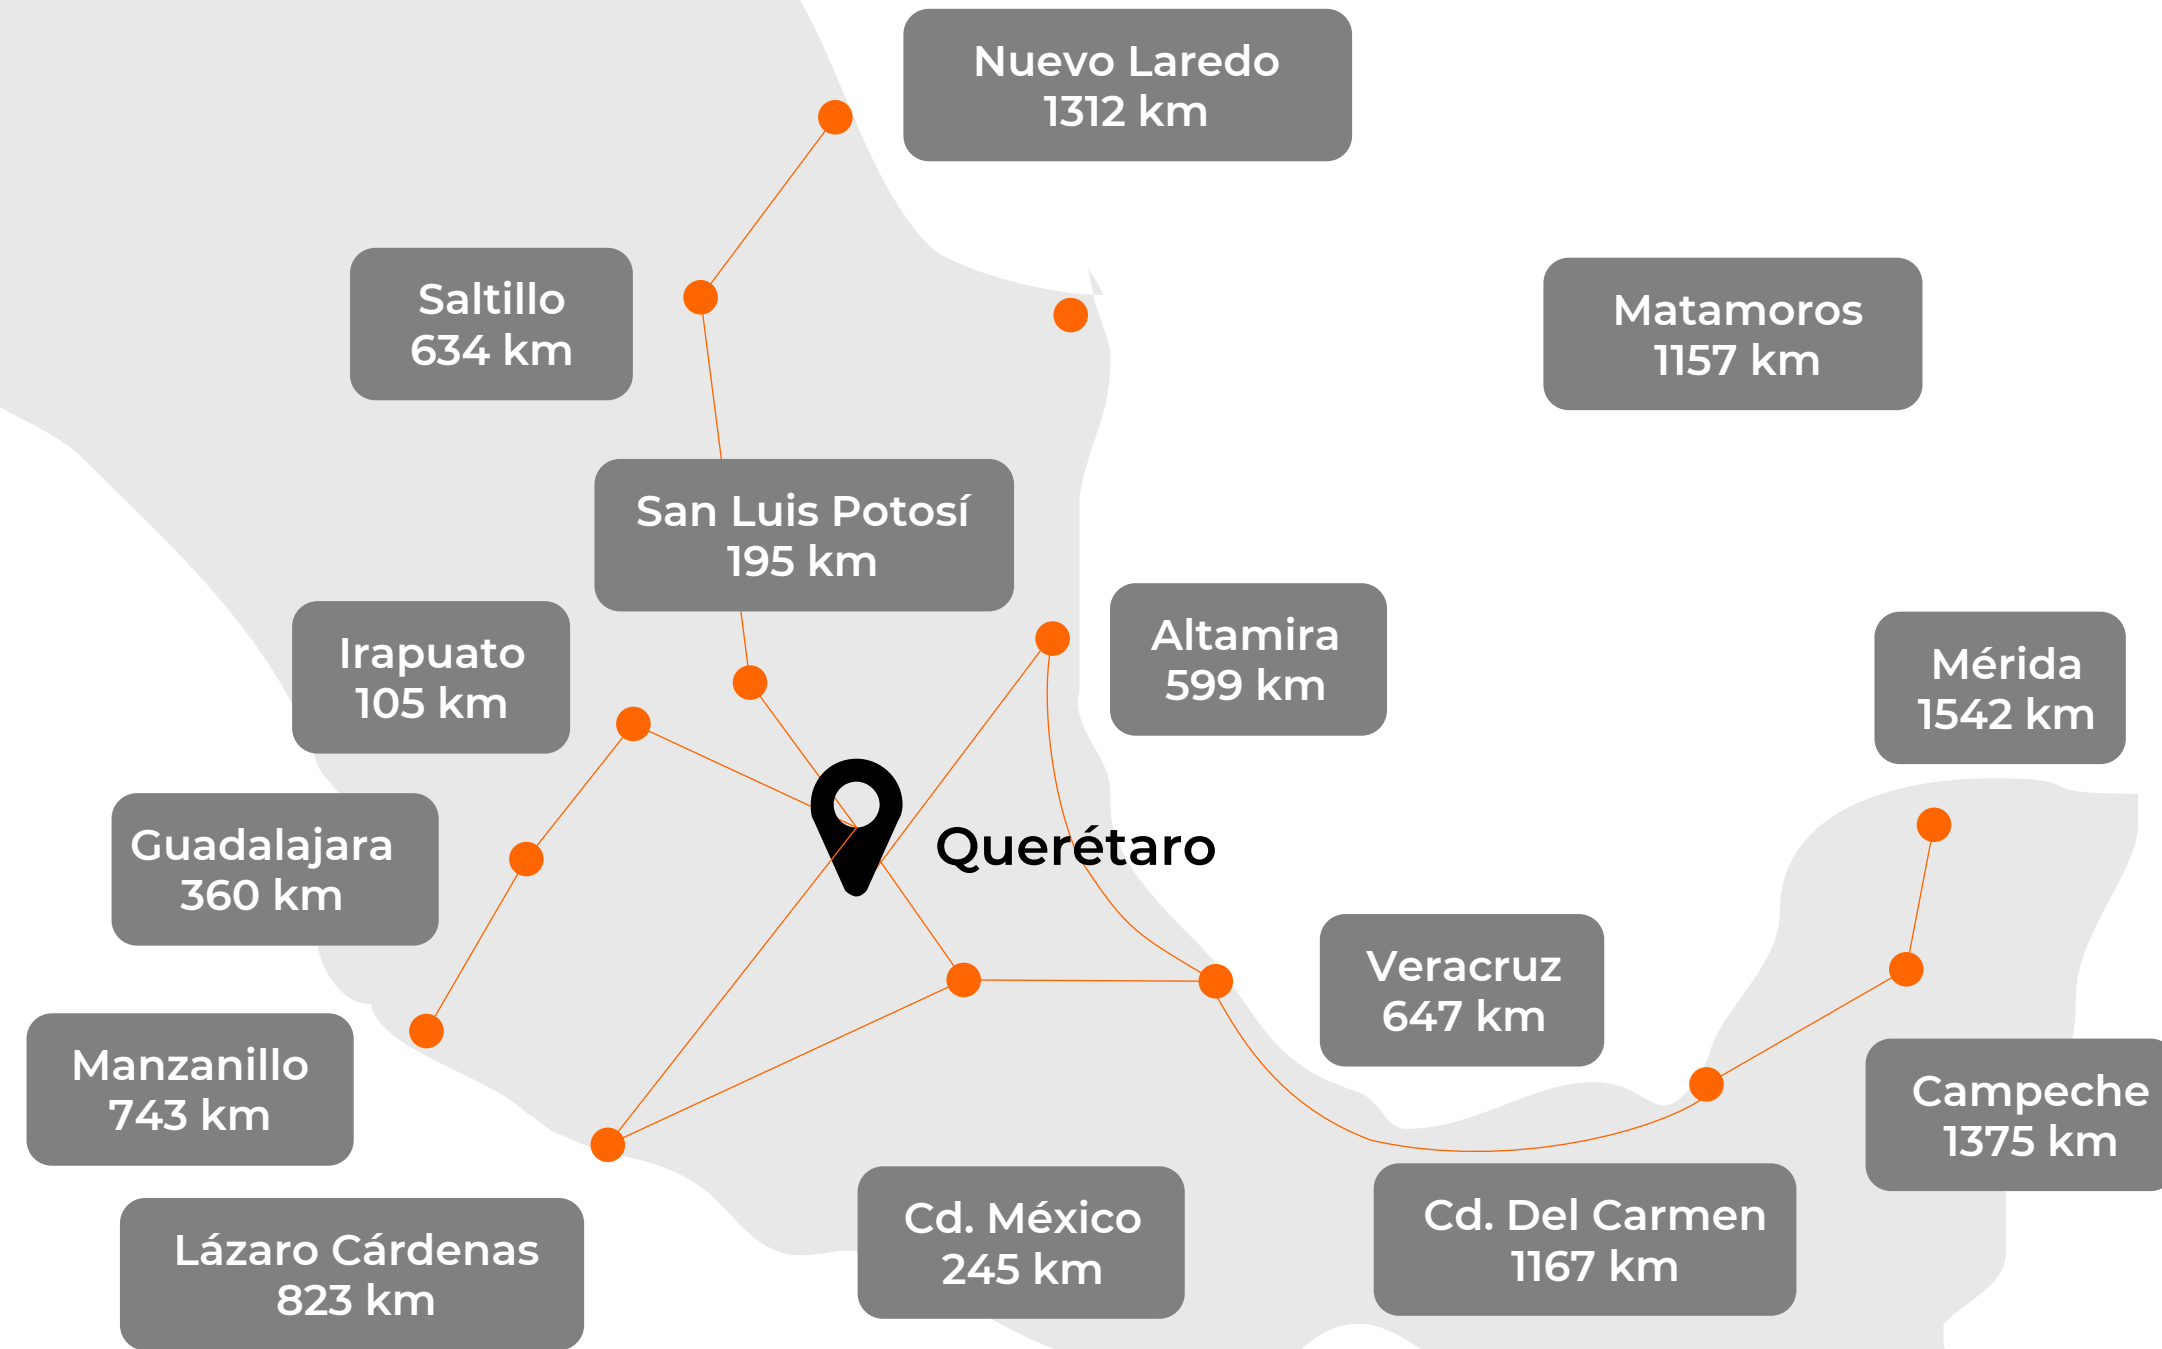 Nuevo Laredo
1312 km
Saltillo
634 km
Matamoros
1157 km
San Luis Potosí
195 km
Irapuato
105 km
Altamira
599 km
Mérida
1542 km
Guadalajara
360 km
Querétaro
Veracruz
647 km
Manzanillo
743 km
Campeche
1375 km
Lázaro Cárdenas
823 km
Cd. México
245 km
Cd. Del Carmen
1167 km